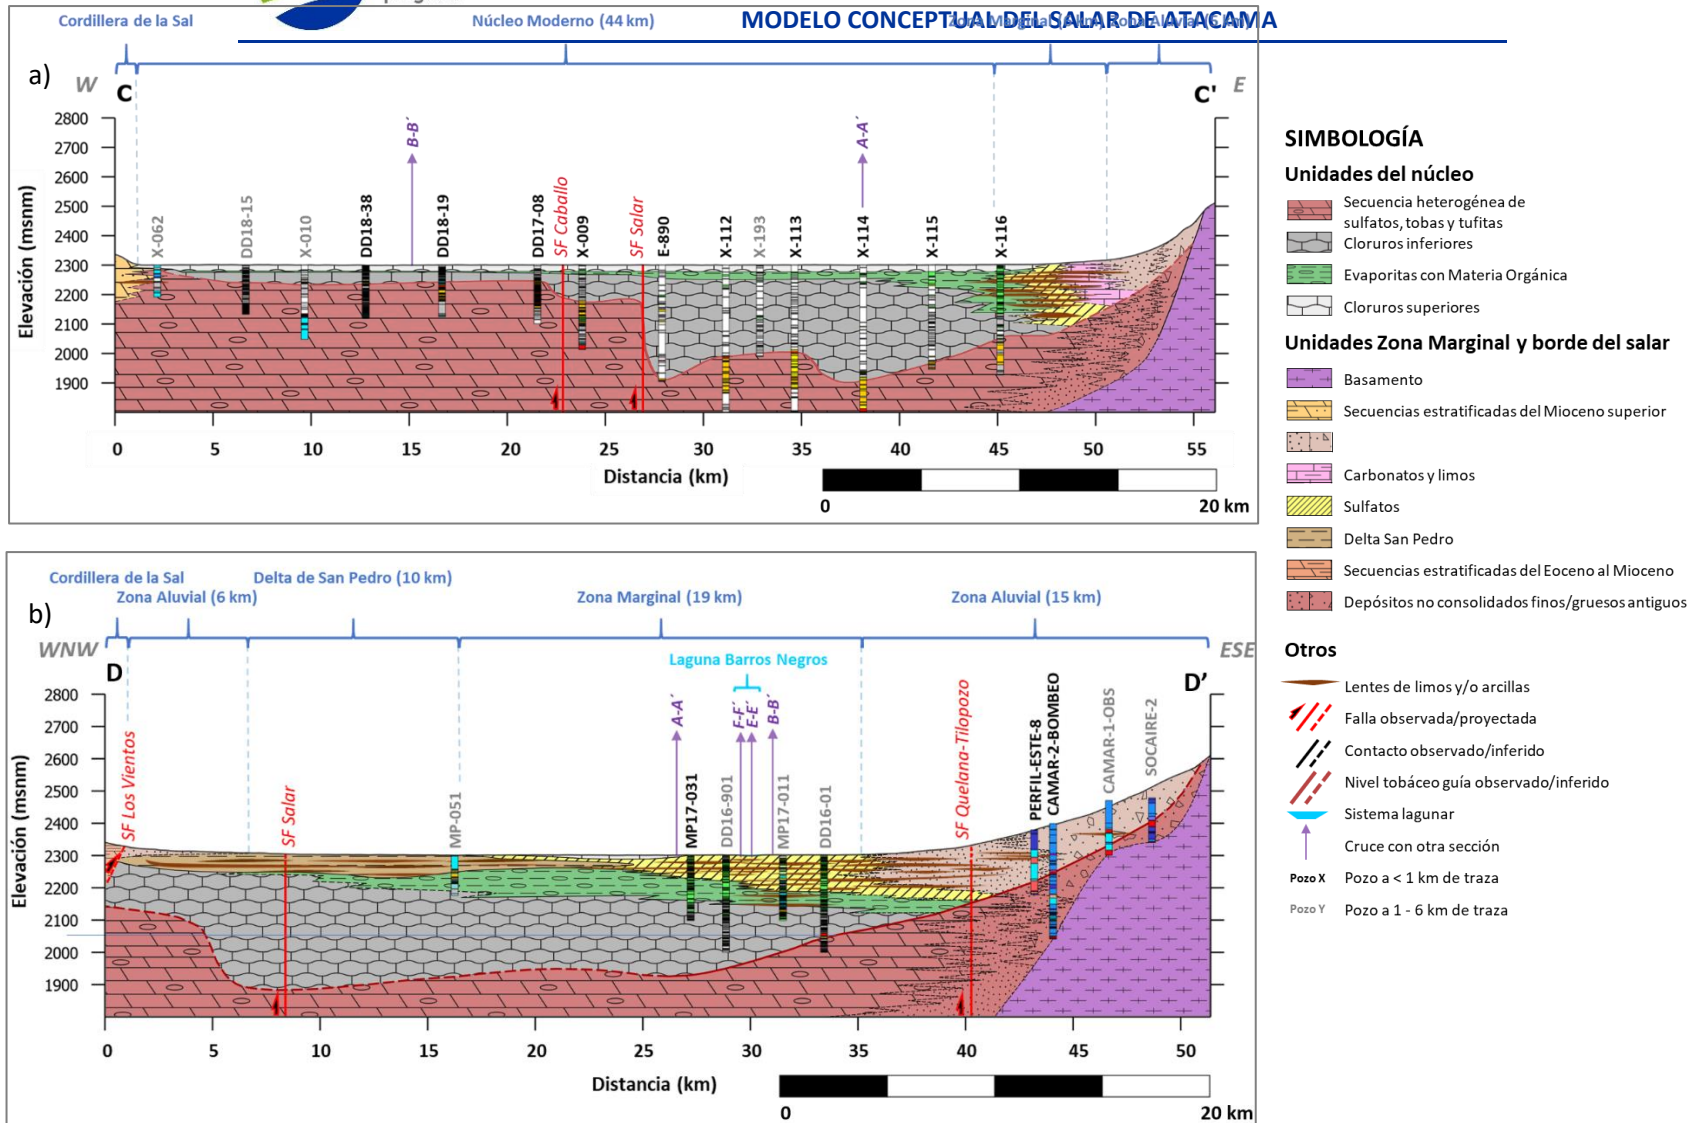 MODELO CONCEPTUAL DEL SALAR DE ATACAMA
Cordillera de la Sal
Núcleo Moderno (44 km)
Zona Marginal (6 km)
Zona Aluvial (5 km)
a)
W
C
C'
E
B-B´
A-A´
X-062
DD18-15
X-010
DD18-38
DD18-19
DD17-08
SF Caballo
X-009
SF Salar
E-890
X-112
X-193
X-113
X-114
X-115
X-116
Elevación (msnm)
2800
2700
2600
2500
2400
2300
2200
2100
2000
1900
0 5 10 15 20 25 30 35 40 45 50 55
Distancia (km)
0 20 km
Cordillera de la Sal
Delta de San Pedro (10 km)
Zona Aluvial (6 km)
Zona Marginal (19 km)
Zona Aluvial (15 km)
b)
WNW
D
D’
ESE
Laguna Barros Negros
SF Los Vientos
SF Salar
MP-051
A-A´
MP17-031
DD16-901
F-F´
E-E´
B-B´
MP17-011
DD16-01
SF Quelana-Tilopozo
PERFIL-ESTE-8
CAMAR-2-BOMBEO
CAMAR-1-OBS
SOCAIRE-2
Elevación (msnm)
2800
2700
2600
2500
2400
2300
2200
2100
2000
1900
0 5 10 15 20 25 30 35 40 45 50
Distancia (km)
0 20 km
SIMBOLOGÍA
Unidades del núcleo
Secuencia heterogénea de
sulfatos, tobas y tufitas
Cloruros inferiores
Evaporitas con Materia Orgánica
Cloruros superiores
Unidades Zona Marginal y borde del salar
Basamento
Secuencias estratificadas del Mioceno superior
Carbonatos y limos
Sulfatos
Delta San Pedro
Secuencias estratificadas del Eoceno al Mioceno
Depósitos no consolidados finos/gruesos antiguos
Otros
Lentes de limos y/o arcillas
Falla observada/proyectada
Contacto observado/inferido
Nivel tobáceo guía observado/inferido
Sistema lagunar
Cruce con otra sección
Pozo X Pozo a < 1 km de traza
Pozo Y Pozo a 1 - 6 km de traza